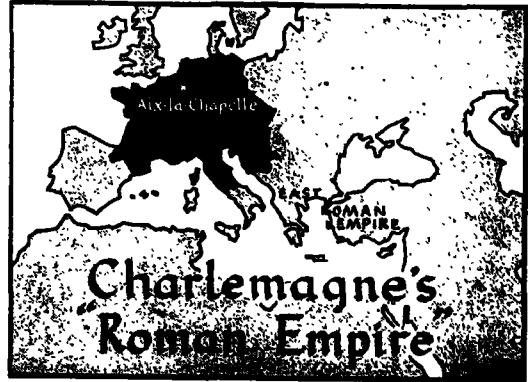 Aix-la-Chapelle
EAST
ROMAN
EMPIRE
Charlemagne's
"Roman Empire"